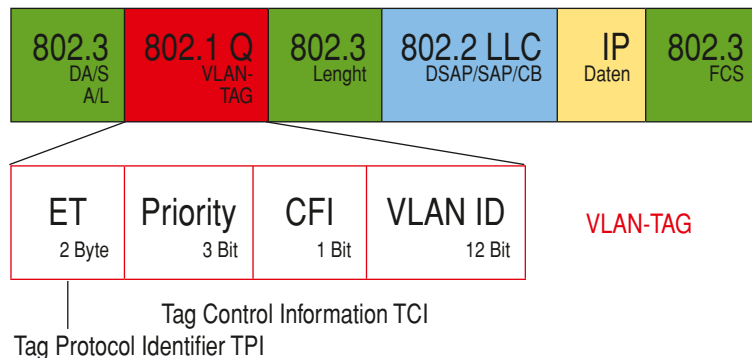 802.3 802.1 Q 802.3 802.2 LLC IP 802.3
DA/S VLAN- Lenght DSAP/SAP/CB Daten FCS
A/L TAG
ET Priority CFI VLAN ID
2 Byte 3 Bit 1 Bit 12 Bit
VLAN-TAG
Tag Control Information TCI
Tag Protocol Identifier TPI